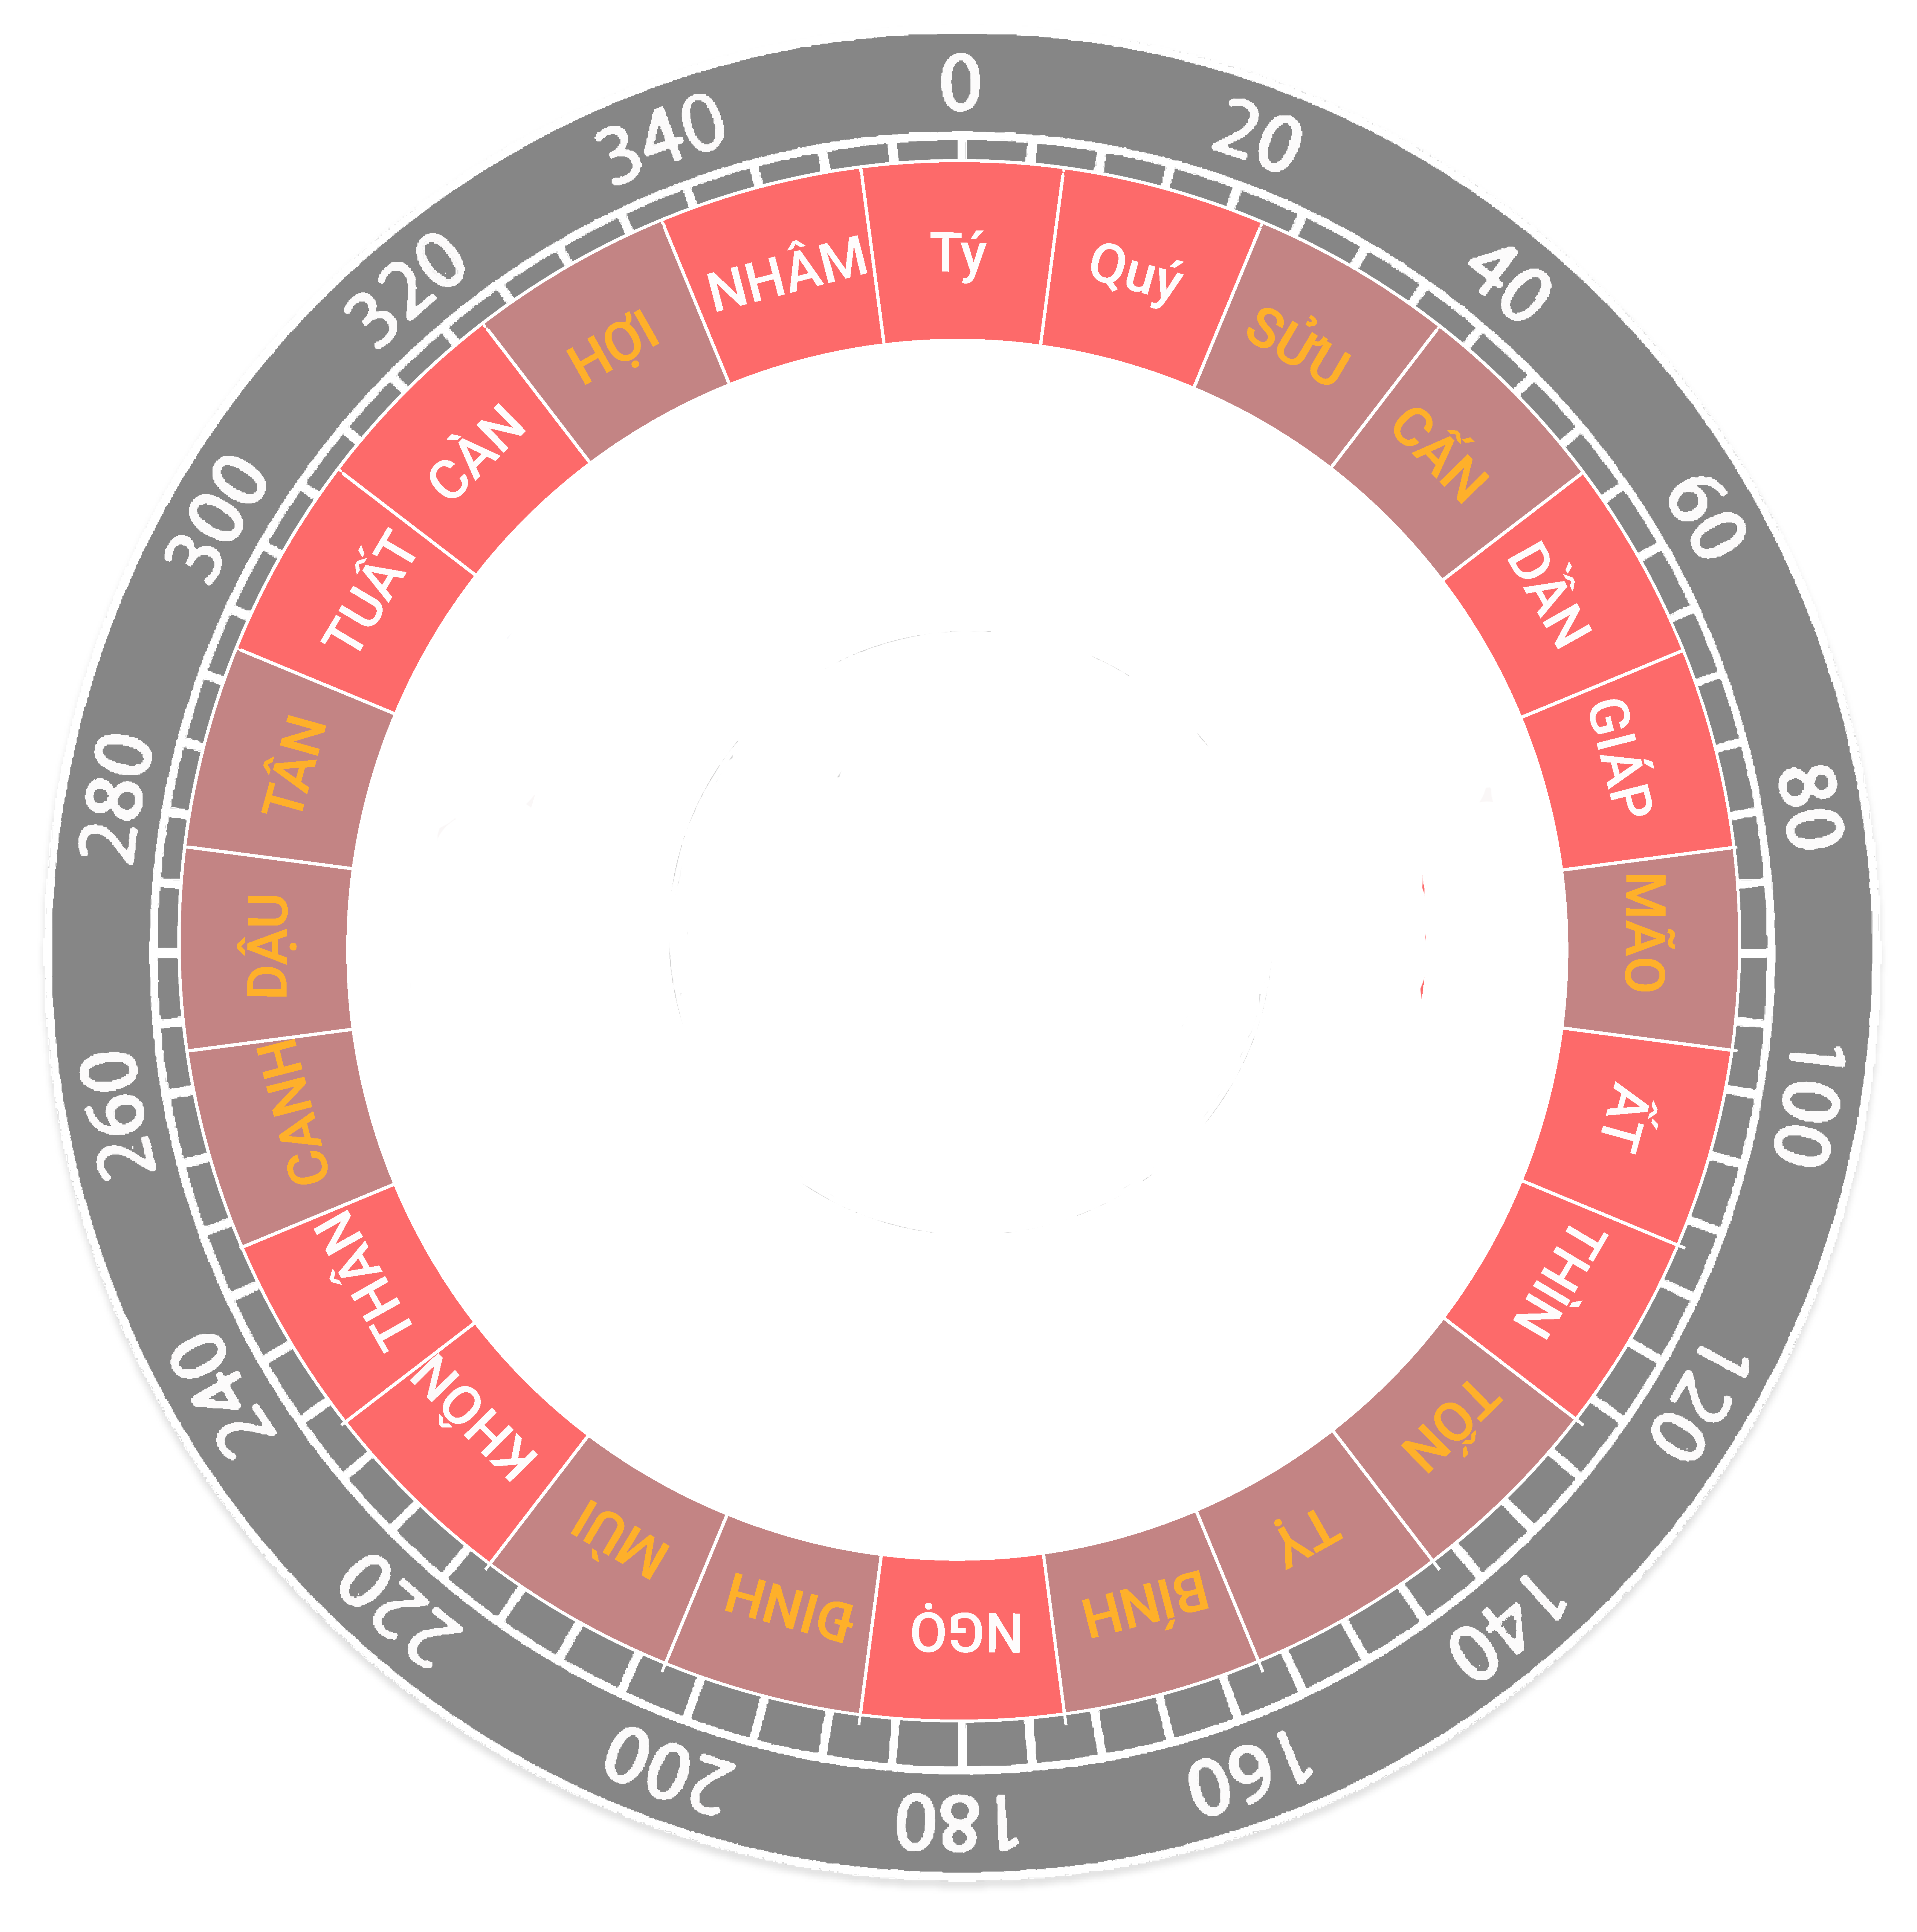 0
20
40
60
80
100
120
140
160
180
200
220
240
260
280
300
320
340
Tý
Quý
SỬU
CẤN
DẦN
GIÁP
MÃO
ẤT
THÌN
TỐN
TỴ
BÍNH
NGỌ
ĐINH
MÙI
KHÔN
THÂN
CANH
DẬU
TÂN
TUẤT
CÀN
HỢI
NHÂM